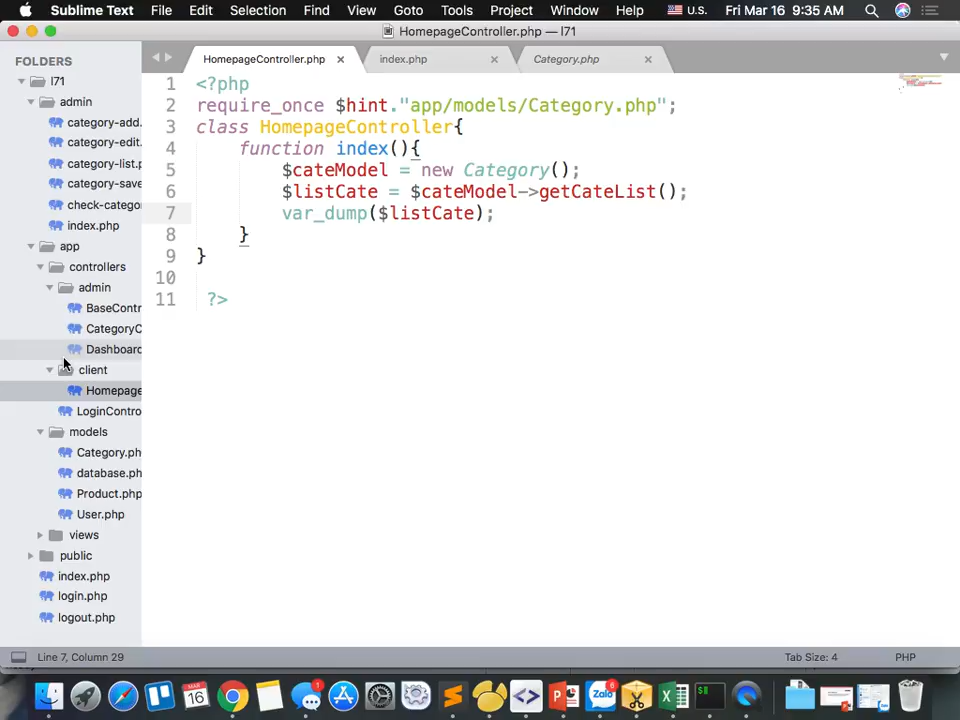 Sublime Text File Edit Selection Find View Goto Tools Project Window Help U.S. Fri Mar 16 9:35 AM
HomepageController.php — l71
FOLDERS
l71
admin
category-add.
category-edit.
category-list.p
category-save
check-catego
index.php
app
controllers
admin
BaseContr
CategoryC
Dashboard
client
Homepage
LoginContro
models
Category.ph
database.ph
Product.php
User.php
views
public
index.php
login.php
logout.php
HomepageController.php index.php Category.php
1 <?php
2 require_once $hint."app/models/Category.php";
3 class HomepageController{
4 function index(){
5 $cateModel = new Category();
6 $listCate = $cateModel->getCateList();
7 var_dump($listCate);
8 }
9 }
10
11 ?>
Line 7, Column 29 Tab Size: 4 PHP
MAR
16
1
Zalo
6